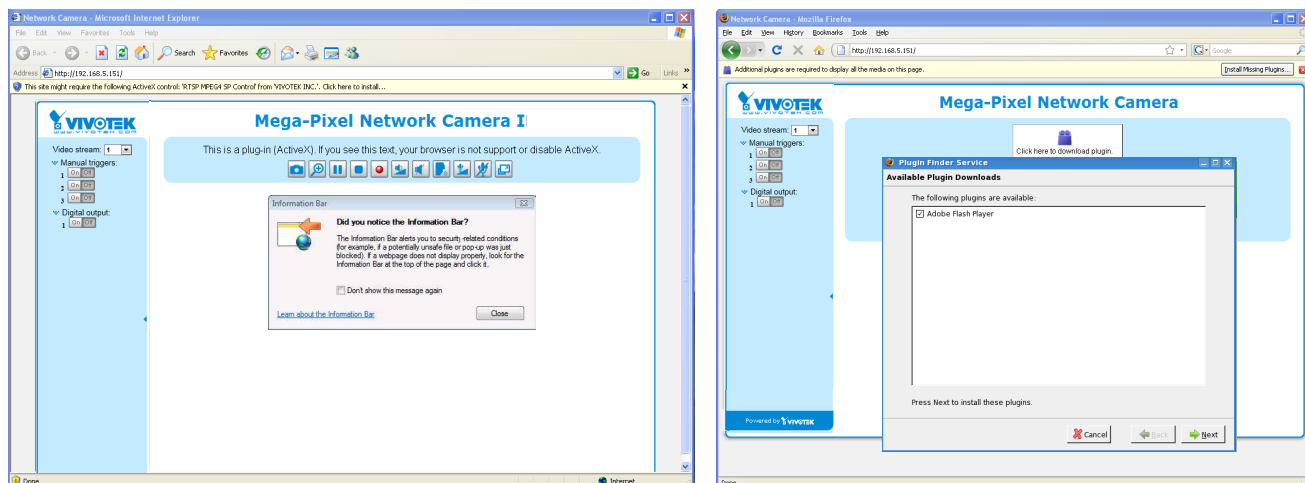 Network Camera - Microsoft Internet Explorer
File Edit View Favorites Tools Help
Back Search Favorites
Address http://192.168.5.151/ Go Links »
This site might require the following ActiveX control: 'RTSP MPEG4 SP Control' from 'VIVOTEK INC.'. Click here to install...
VIVOTEK
www.vivotek.com
Mega-Pixel Network Camera I
Video stream: 1
Manual triggers:
1 On Off
2 On Off
3 On Off
Digital output:
1 On Off
This is a plug-in (ActiveX). If you see this text, your browser is not support or disable ActiveX.
Information Bar
Did you notice the Information Bar?
The Information Bar alerts you to security-related conditions
(for example, if a potentially unsafe file or pop-up was just
blocked). If a webpage does not display properly, look for the
Information Bar at the top of the page and click it.
Don't show this message again
Learn about the Information Bar
Close
Done
Internet
Network Camera - Mozilla Firefox
File Edit View History Bookmarks Tools Help
http://192.168.5.151/
Google
Additional plugins are required to display all the media on this page.
Install Missing Plugins...
VIVOTEK
www.vivotek.com
Mega-Pixel Network Camera
Video stream: 1
Manual triggers:
1 On Off
2 On Off
3 On Off
Digital output:
1 On Off
Click here to download plugin.
Plugin Finder Service
Available Plugin Downloads
The following plugins are available:
Adobe Flash Player
Press Next to install these plugins.
Cancel Back Next
Powered by VIVOTEK
Done